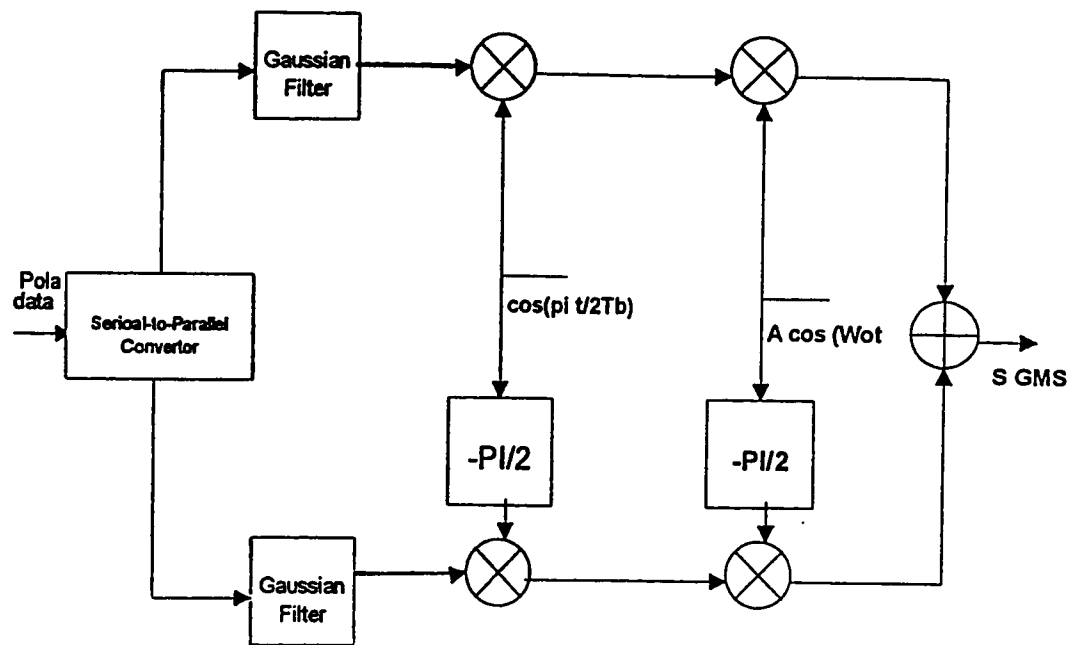 Gaussian
Filter
Pola
data
Serioal-to-Parallel
Convertor
cos(pi t/2Tb)
A cos (Wot
S GMS
-PI/2
-PI/2
Gaussian
Filter